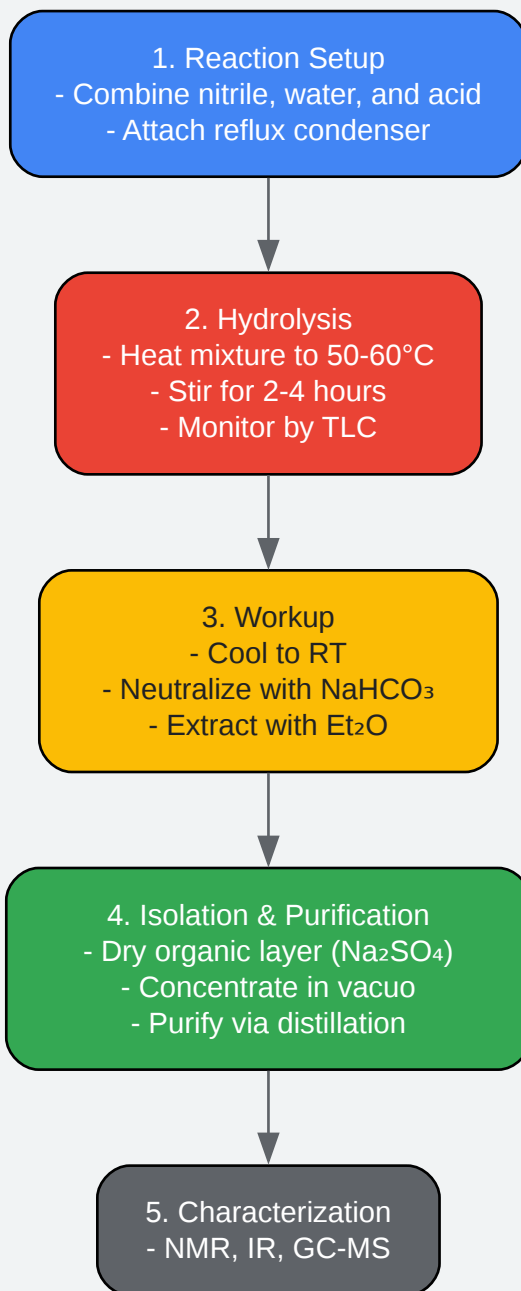 1. Reaction Setup
- Combine nitrile, water, and acid
- Attach reflux condenser
2. Hydrolysis
- Heat mixture to 50-60°C
- Stir for 2-4 hours
- Monitor by TLC
3. Workup
- Cool to RT
- Neutralize with NaHCO₃
- Extract with Et₂O
4. Isolation & Purification
- Dry organic layer (Na₂SO₄)
- Concentrate in vacuo
- Purify via distillation
5. Characterization
- NMR, IR, GC-MS